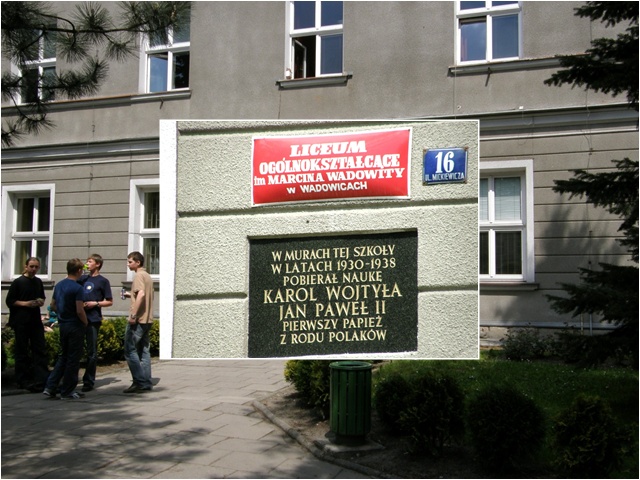 LICEUM
OGÓLNOKSZTAŁCĄCE
im MARCINA WADOWITY
W WADOWICACH
16
UL. MICKIEWICZA
W MURACH TEJ SZKOŁY
W LATACH 1930-1938
POBIERAŁ NAUKĘ
KAROL WOJTYŁA
JAN PAWEŁ II
PIERWSZY PAPIEŻ
Z RODU POLAKÓW